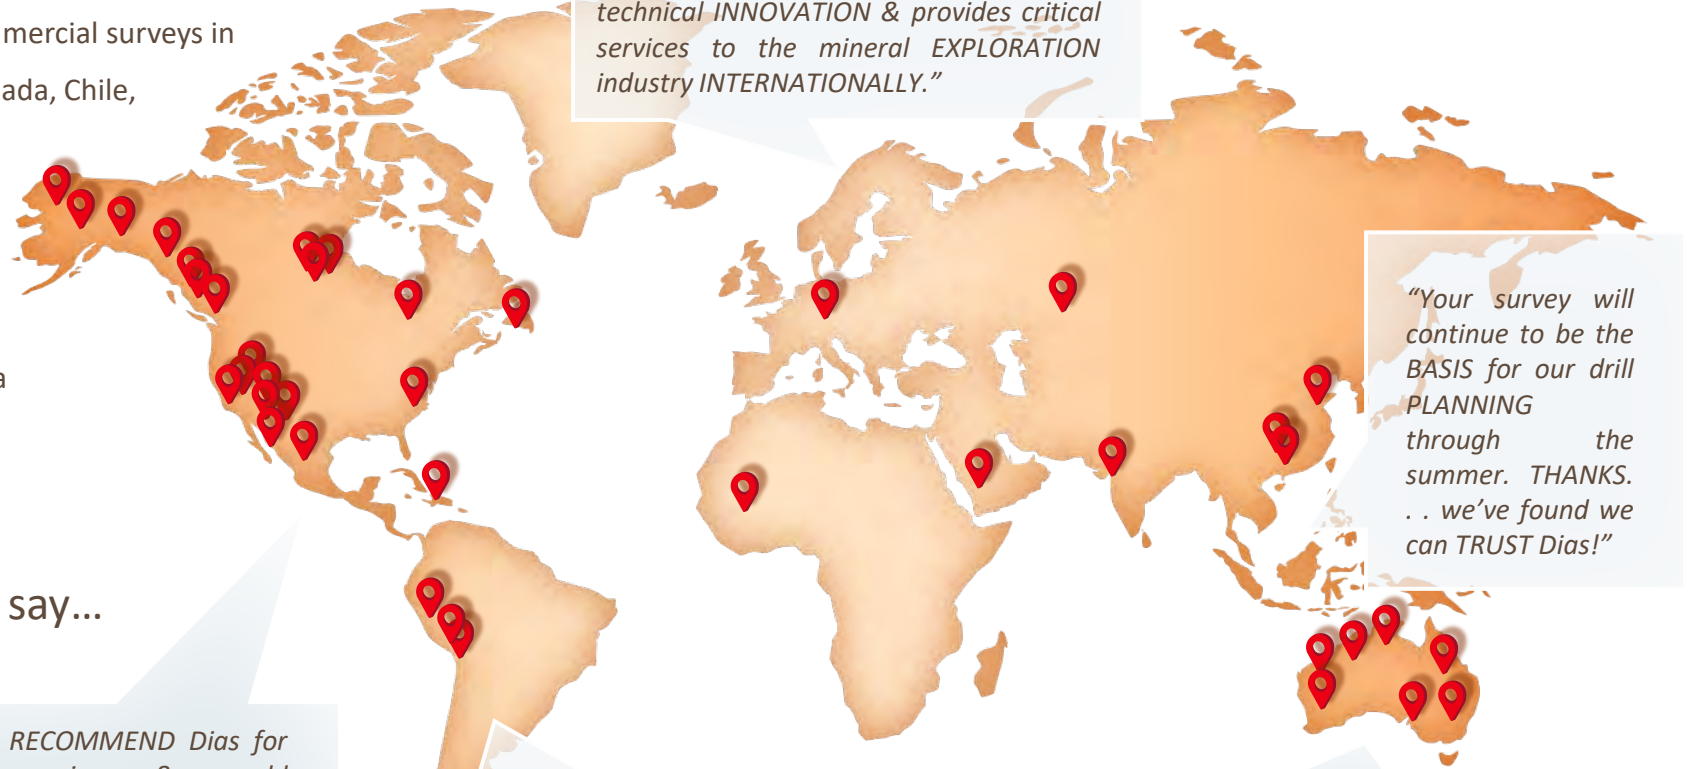 mercial surveys in
ada, Chile,
a
say...
technical INNOVATION & provides critical
services to the mineral EXPLORATION
industry INTERNATIONALLY.”
“Your survey will
continue to be the
BASIS for our drill
PLANNING
through the
summer. THANKS.
. . we’ve found we
can TRUST Dias!”
RECOMMEND Dias for